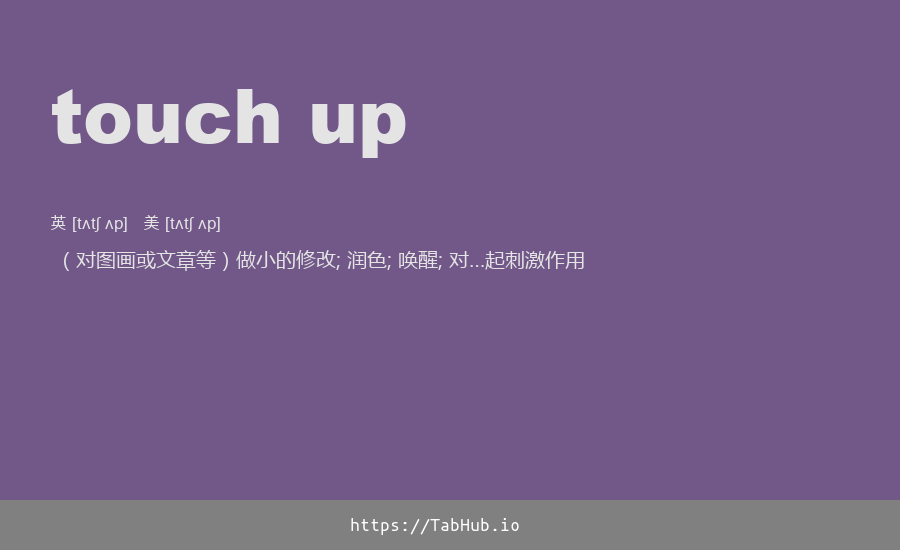 touch up
英 [tʌtʃ ʌp] 美 [tʌtʃ ʌp]
（对图画或文章等）做小的修改; 润色; 唤醒; 对…起刺激作用
https://TabHub.io